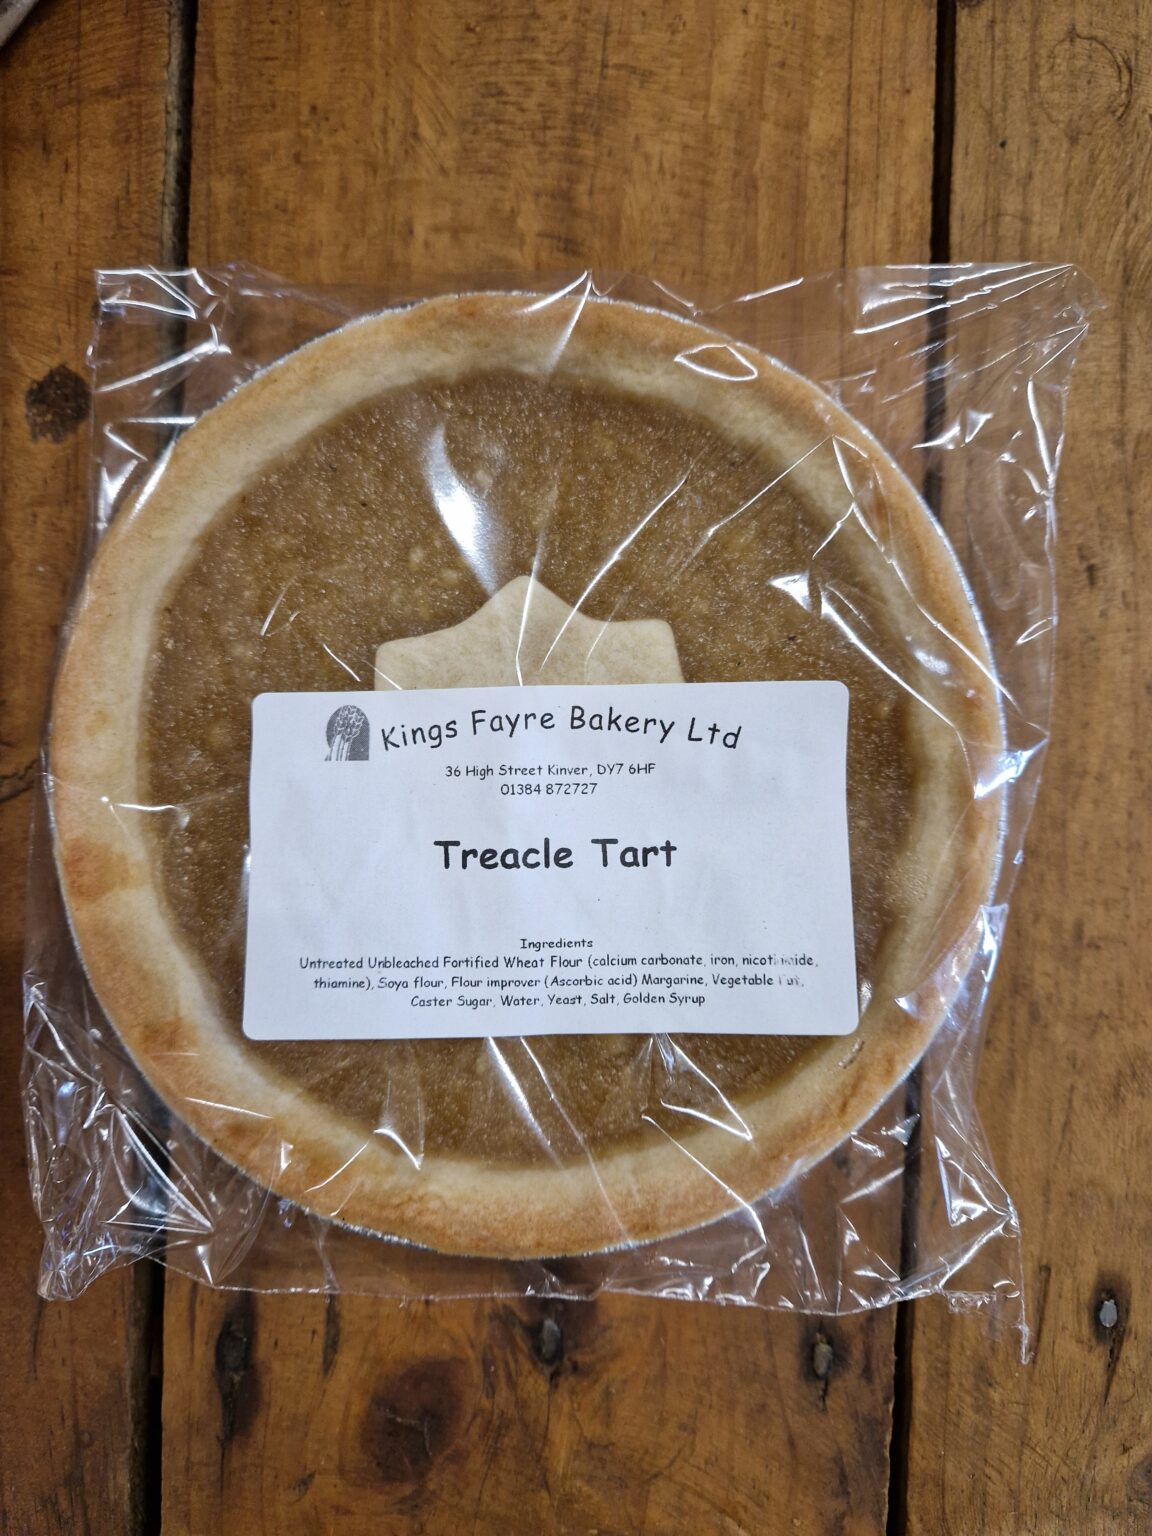 Kings Fayre Bakery Ltd
36 High Street Kinver, DY7 6HF
01384 872727
Treacle Tart
Ingredients
Untreated Unbleached Fortified Wheat Flour (calcium carbonate, iron, nicotinamide,
thiamine), Soya flour, Flour improver (Ascorbic acid) Margarine, Vegetable Fat,
Caster Sugar, Water, Yeast, Salt, Golden Syrup